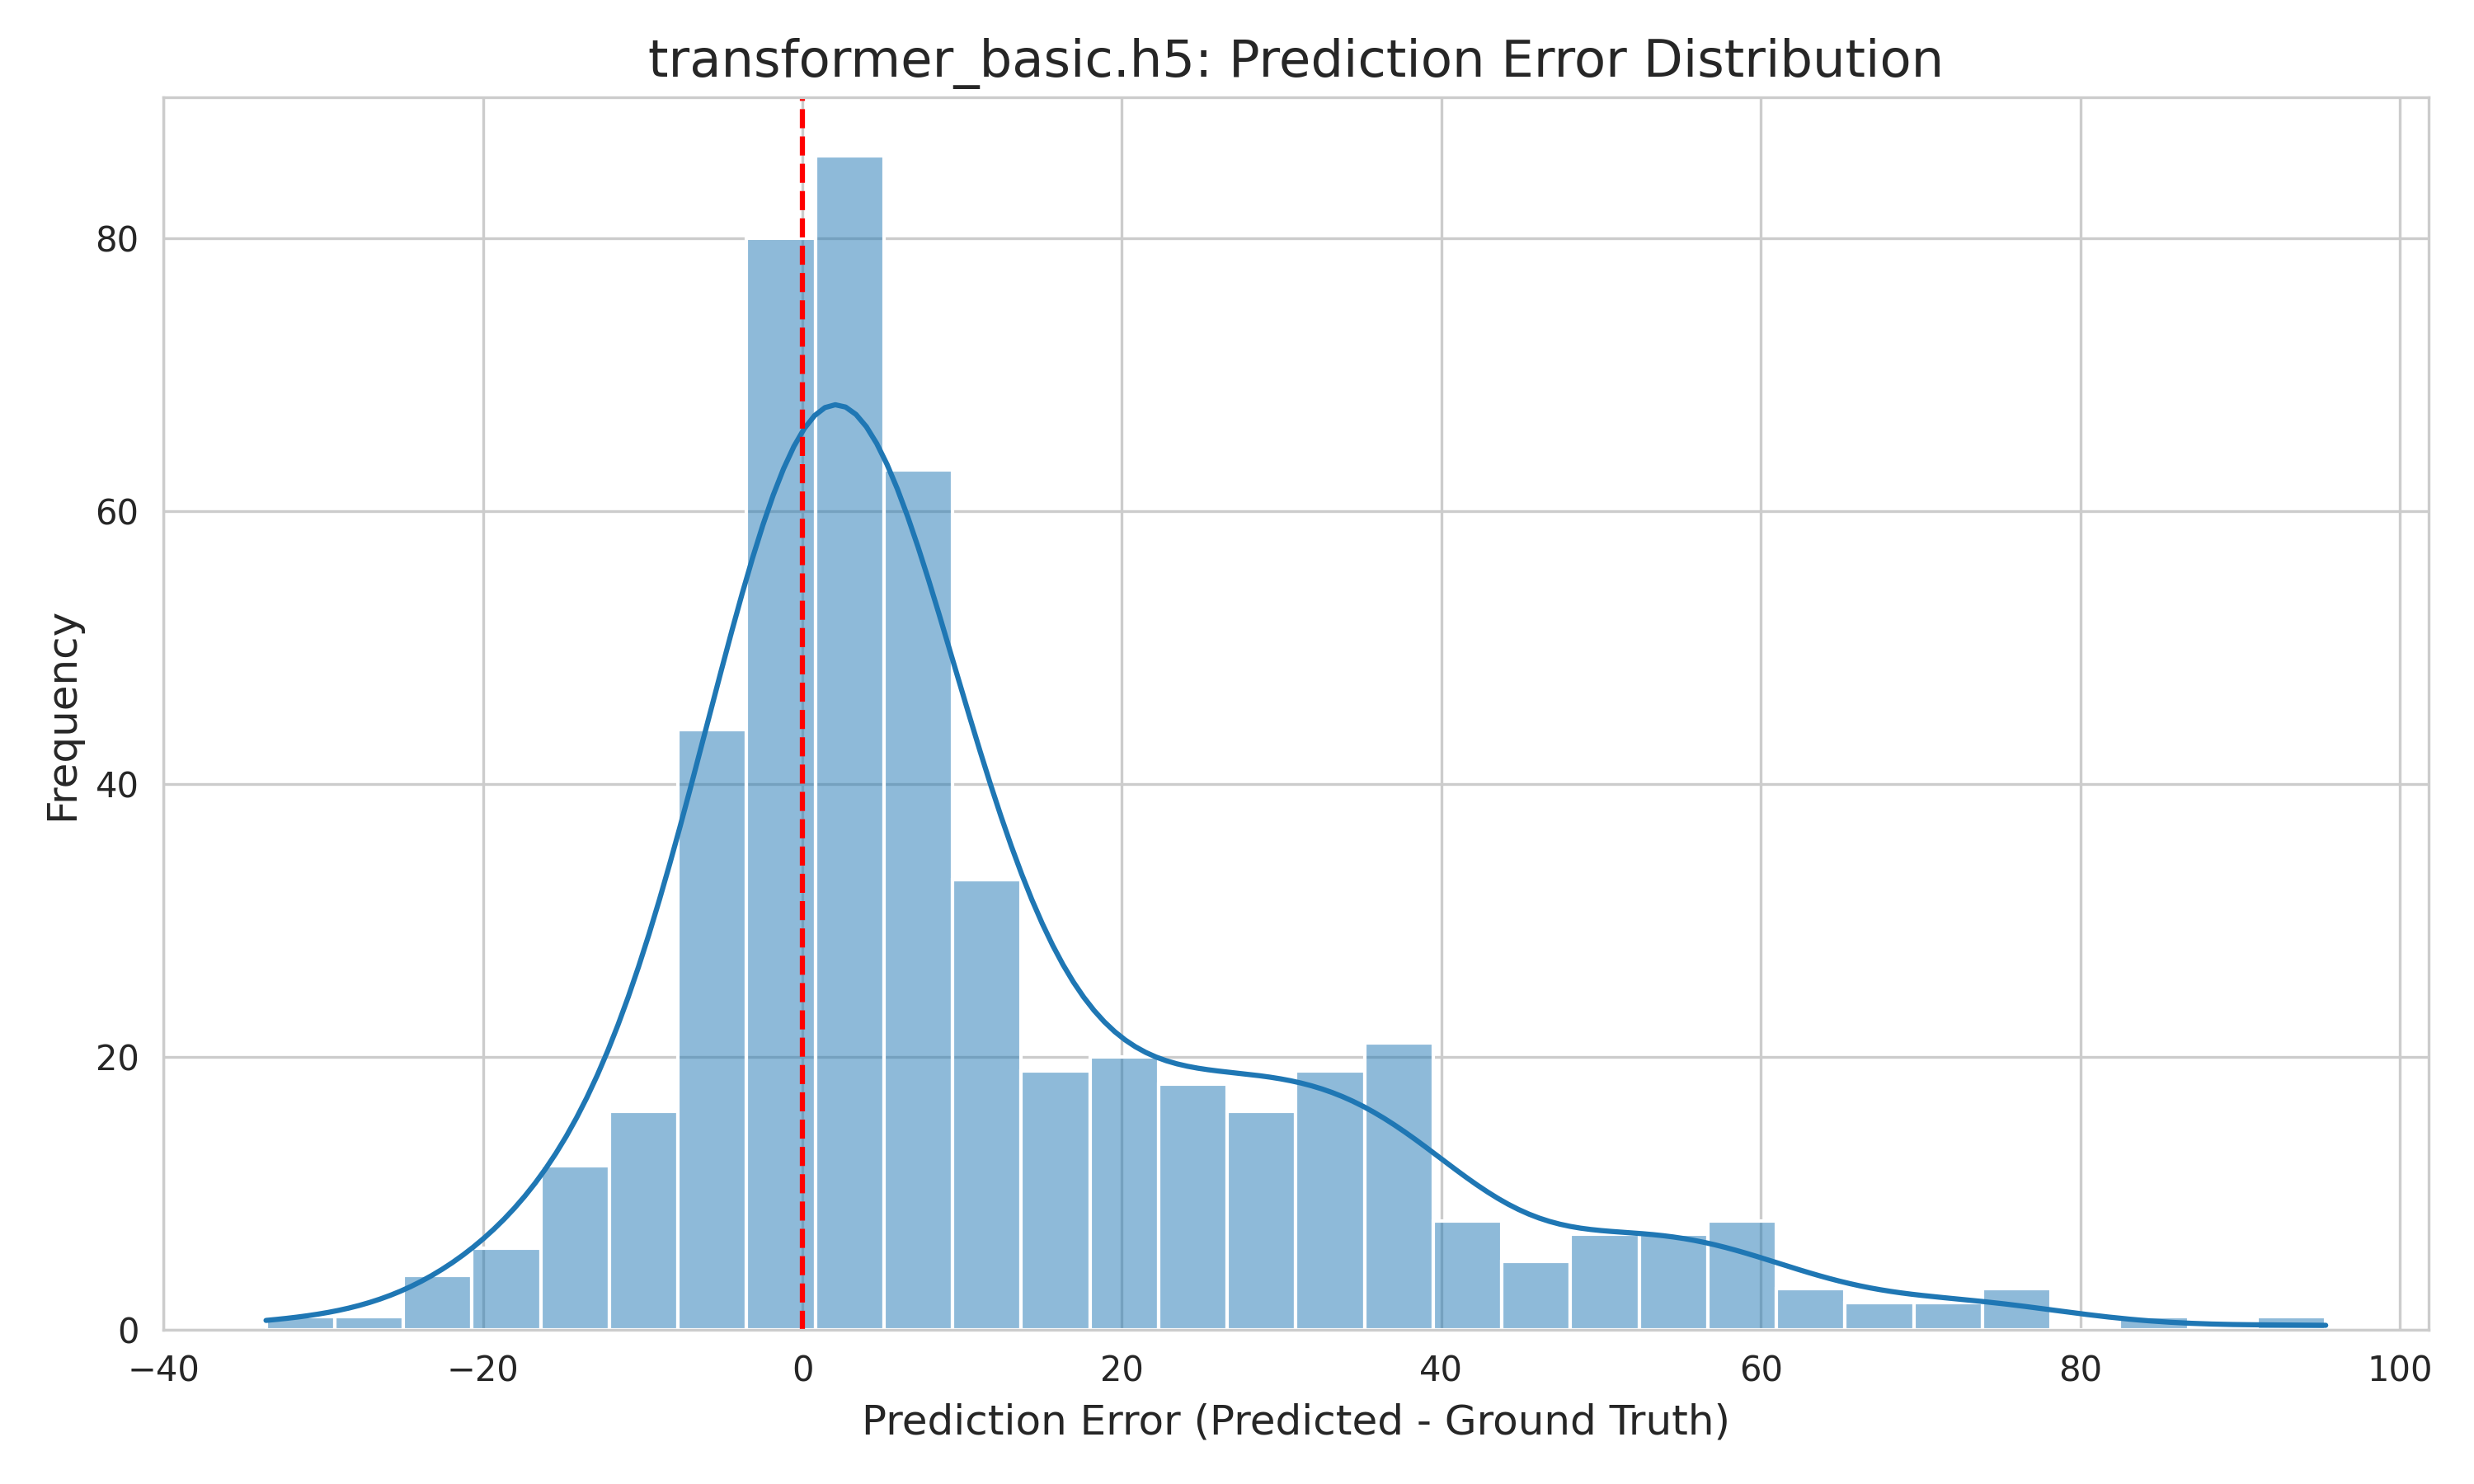 transformer_basic.h5: Prediction Error Distribution
Frequency
80
60
40
20
0
−40 −20 0 20 40 60 80 100
Prediction Error (Predicted - Ground Truth)